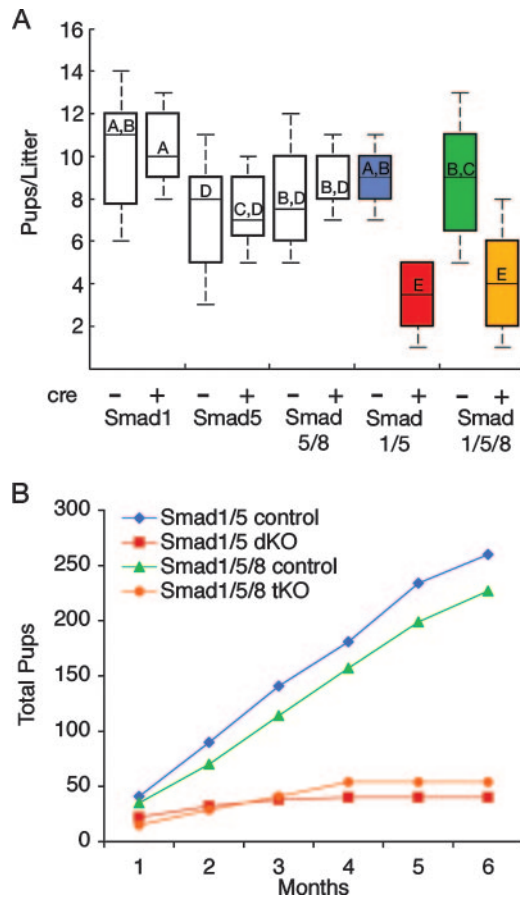 A
Pups/Litter
16
14
12
10
8
6
4
2
A,B
A
D
C,D
B,D
B,D
A,B
E
B,C
E
cre − + − + − + − + − +
Smad1 Smad5 Smad 5/8 Smad 1/5 Smad 1/5/8
B
Total Pups
300
250
200
150
100
50
0
Smad1/5 control
Smad1/5 dKO
Smad1/5/8 control
Smad1/5/8 tKO
1 2 3 4 5 6
Months